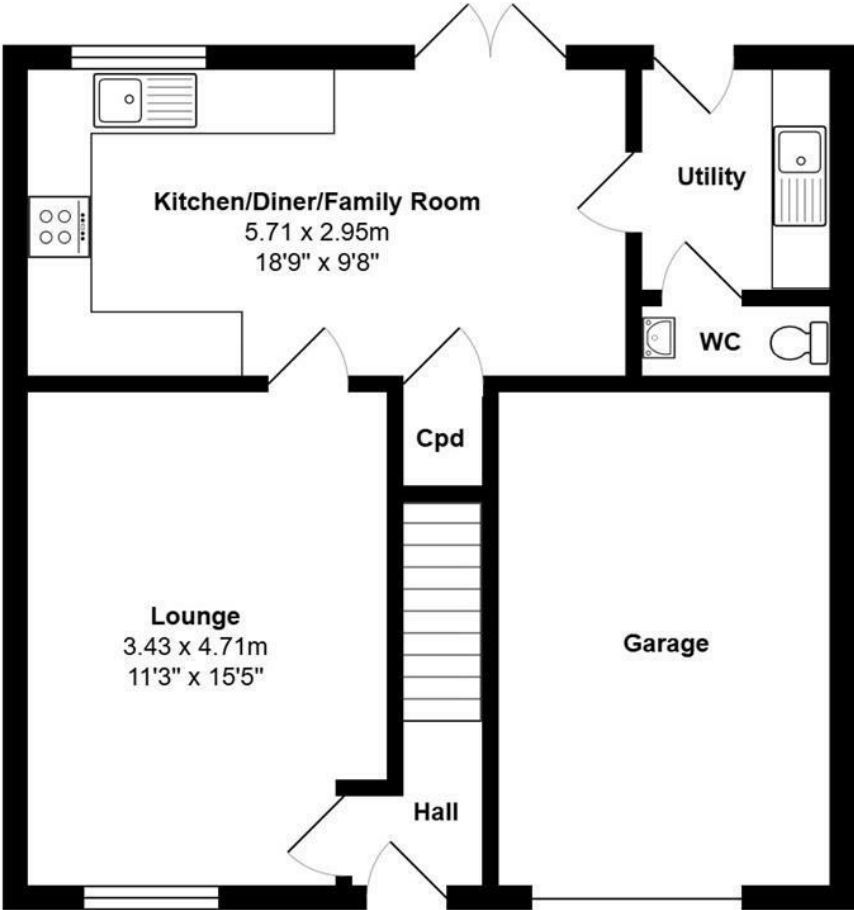 Kitchen/Diner/Family Room
5.71 x 2.95m
18'9" x 9'8"
Utility
WC
Cpd
Lounge
3.43 x 4.71m
11'3" x 15'5"
Garage
Hall